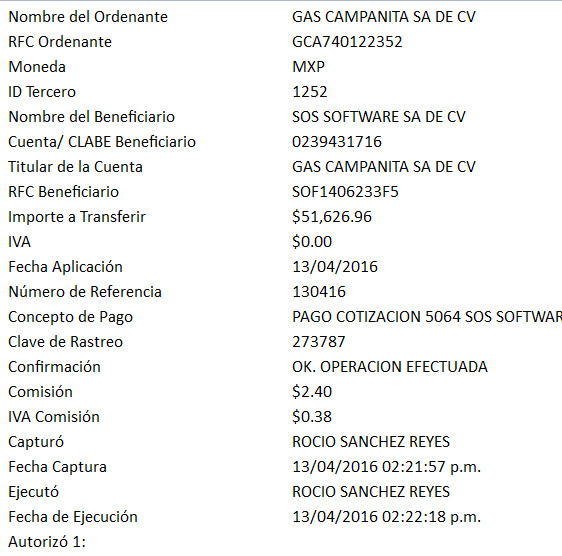 Nombre del Ordenante GAS CAMPANITA SA DE CV
RFC Ordenante GCA740122352
Moneda MXP
ID Tercero 1252
Nombre del Beneficiario SOS SOFTWARE SA DE CV
Cuenta/ CLABE Beneficiario 0239431716
Titular de la Cuenta GAS CAMPANITA SA DE CV
RFC Beneficiario SOF1406233F5
Importe a Transferir $51,626.96
IVA $0.00
Fecha Aplicación 13/04/2016
Número de Referencia 130416
Concepto de Pago PAGO COTIZACION 5064 SOS SOFTWAR
Clave de Rastreo 273787
Confirmación OK. OPERACION EFECTUADA
Comisión $2.40
IVA Comisión $0.38
Capturó ROCIO SANCHEZ REYES
Fecha Captura 13/04/2016 02:21:57 p.m.
Ejecutó ROCIO SANCHEZ REYES
Fecha de Ejecución 13/04/2016 02:22:18 p.m.
Autorizó 1: